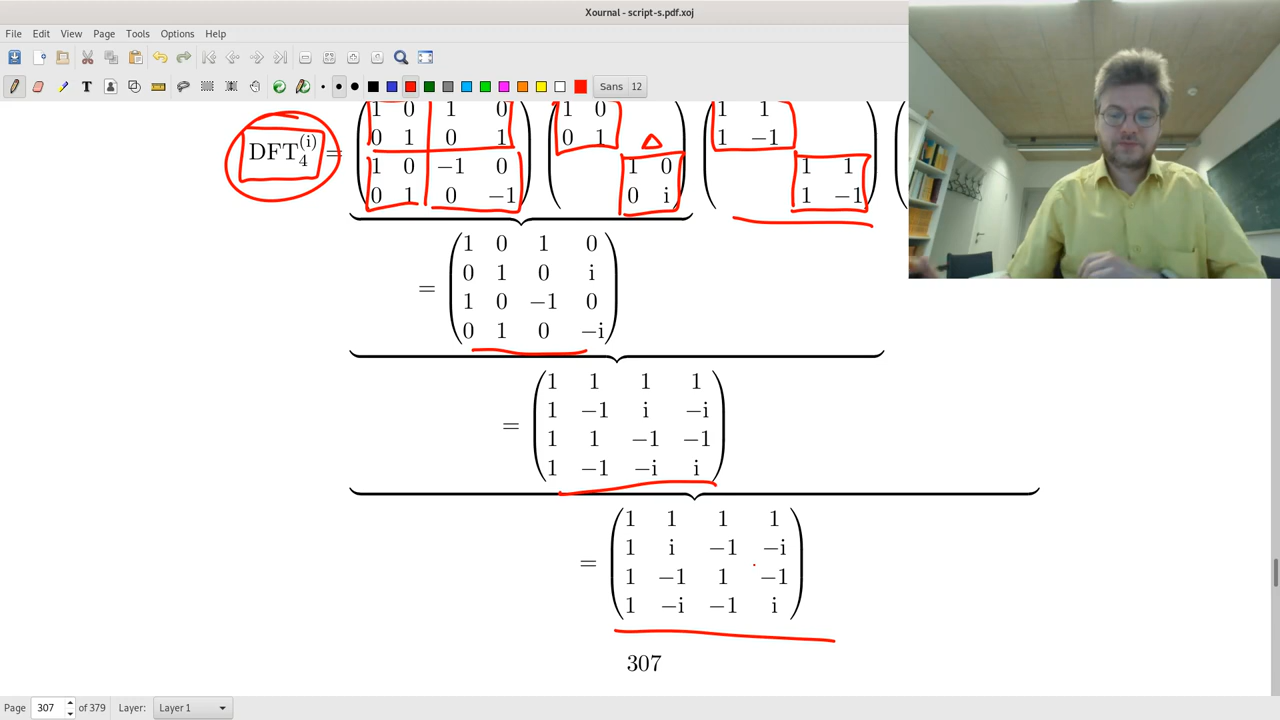 Xournal - script-s.pdf.xoj
File Edit View Page Tools Options Help
T Sans 12
1 0 1 0 1 0 1 1
0 1 0 1 0 1 1 −1
DFT₄⁽ⁱ⁾ =
1 0 −1 0 1 0 1 1
0 1 0 −1 0 i 1 −1
1 0 1 0
0 1 0 i
=
1 0 −1 0
0 1 0 −i
1 1 1 1
1 −1 i −i
=
1 1 −1 −1
1 −1 −i i
1 1 1 1
1 i −1 −i
=
1 −1 1 −1
1 −i −1 i
307
Page 307 of 379 Layer: Layer 1